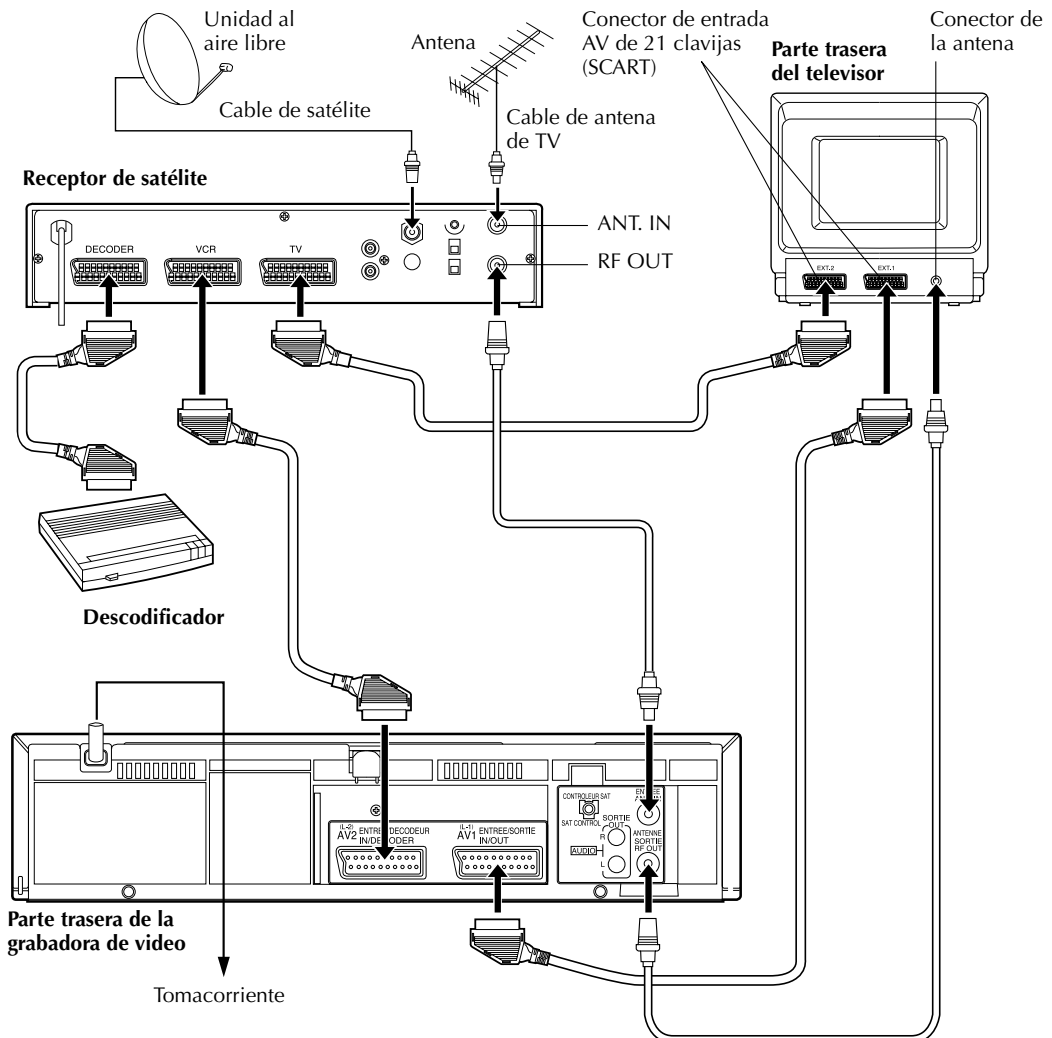 Unidad al
aire libre
Antena
Conector de entrada
AV de 21 clavijas
(SCART)
Parte trasera
del televisor
Conector de
la antena
Cable de satélite
Cable de antena
de TV
Receptor de satélite
ANT. IN
RF OUT
DECODER
VCR
TV
EXT.2
EXT.1
Descodificador
CONTROLEUR SAT
SAT CONTROL
SORTIE
OUT
R
AUDIO
L
ANTENNE
SORTIE
RF OUT
(L-2)
AV2 ENTREE/DECODEUR
IN/DECODER
(L-1)
AV1 ENTREE/SORTIE
IN/OUT
Parte trasera de la
grabadora de video
Tomacorriente